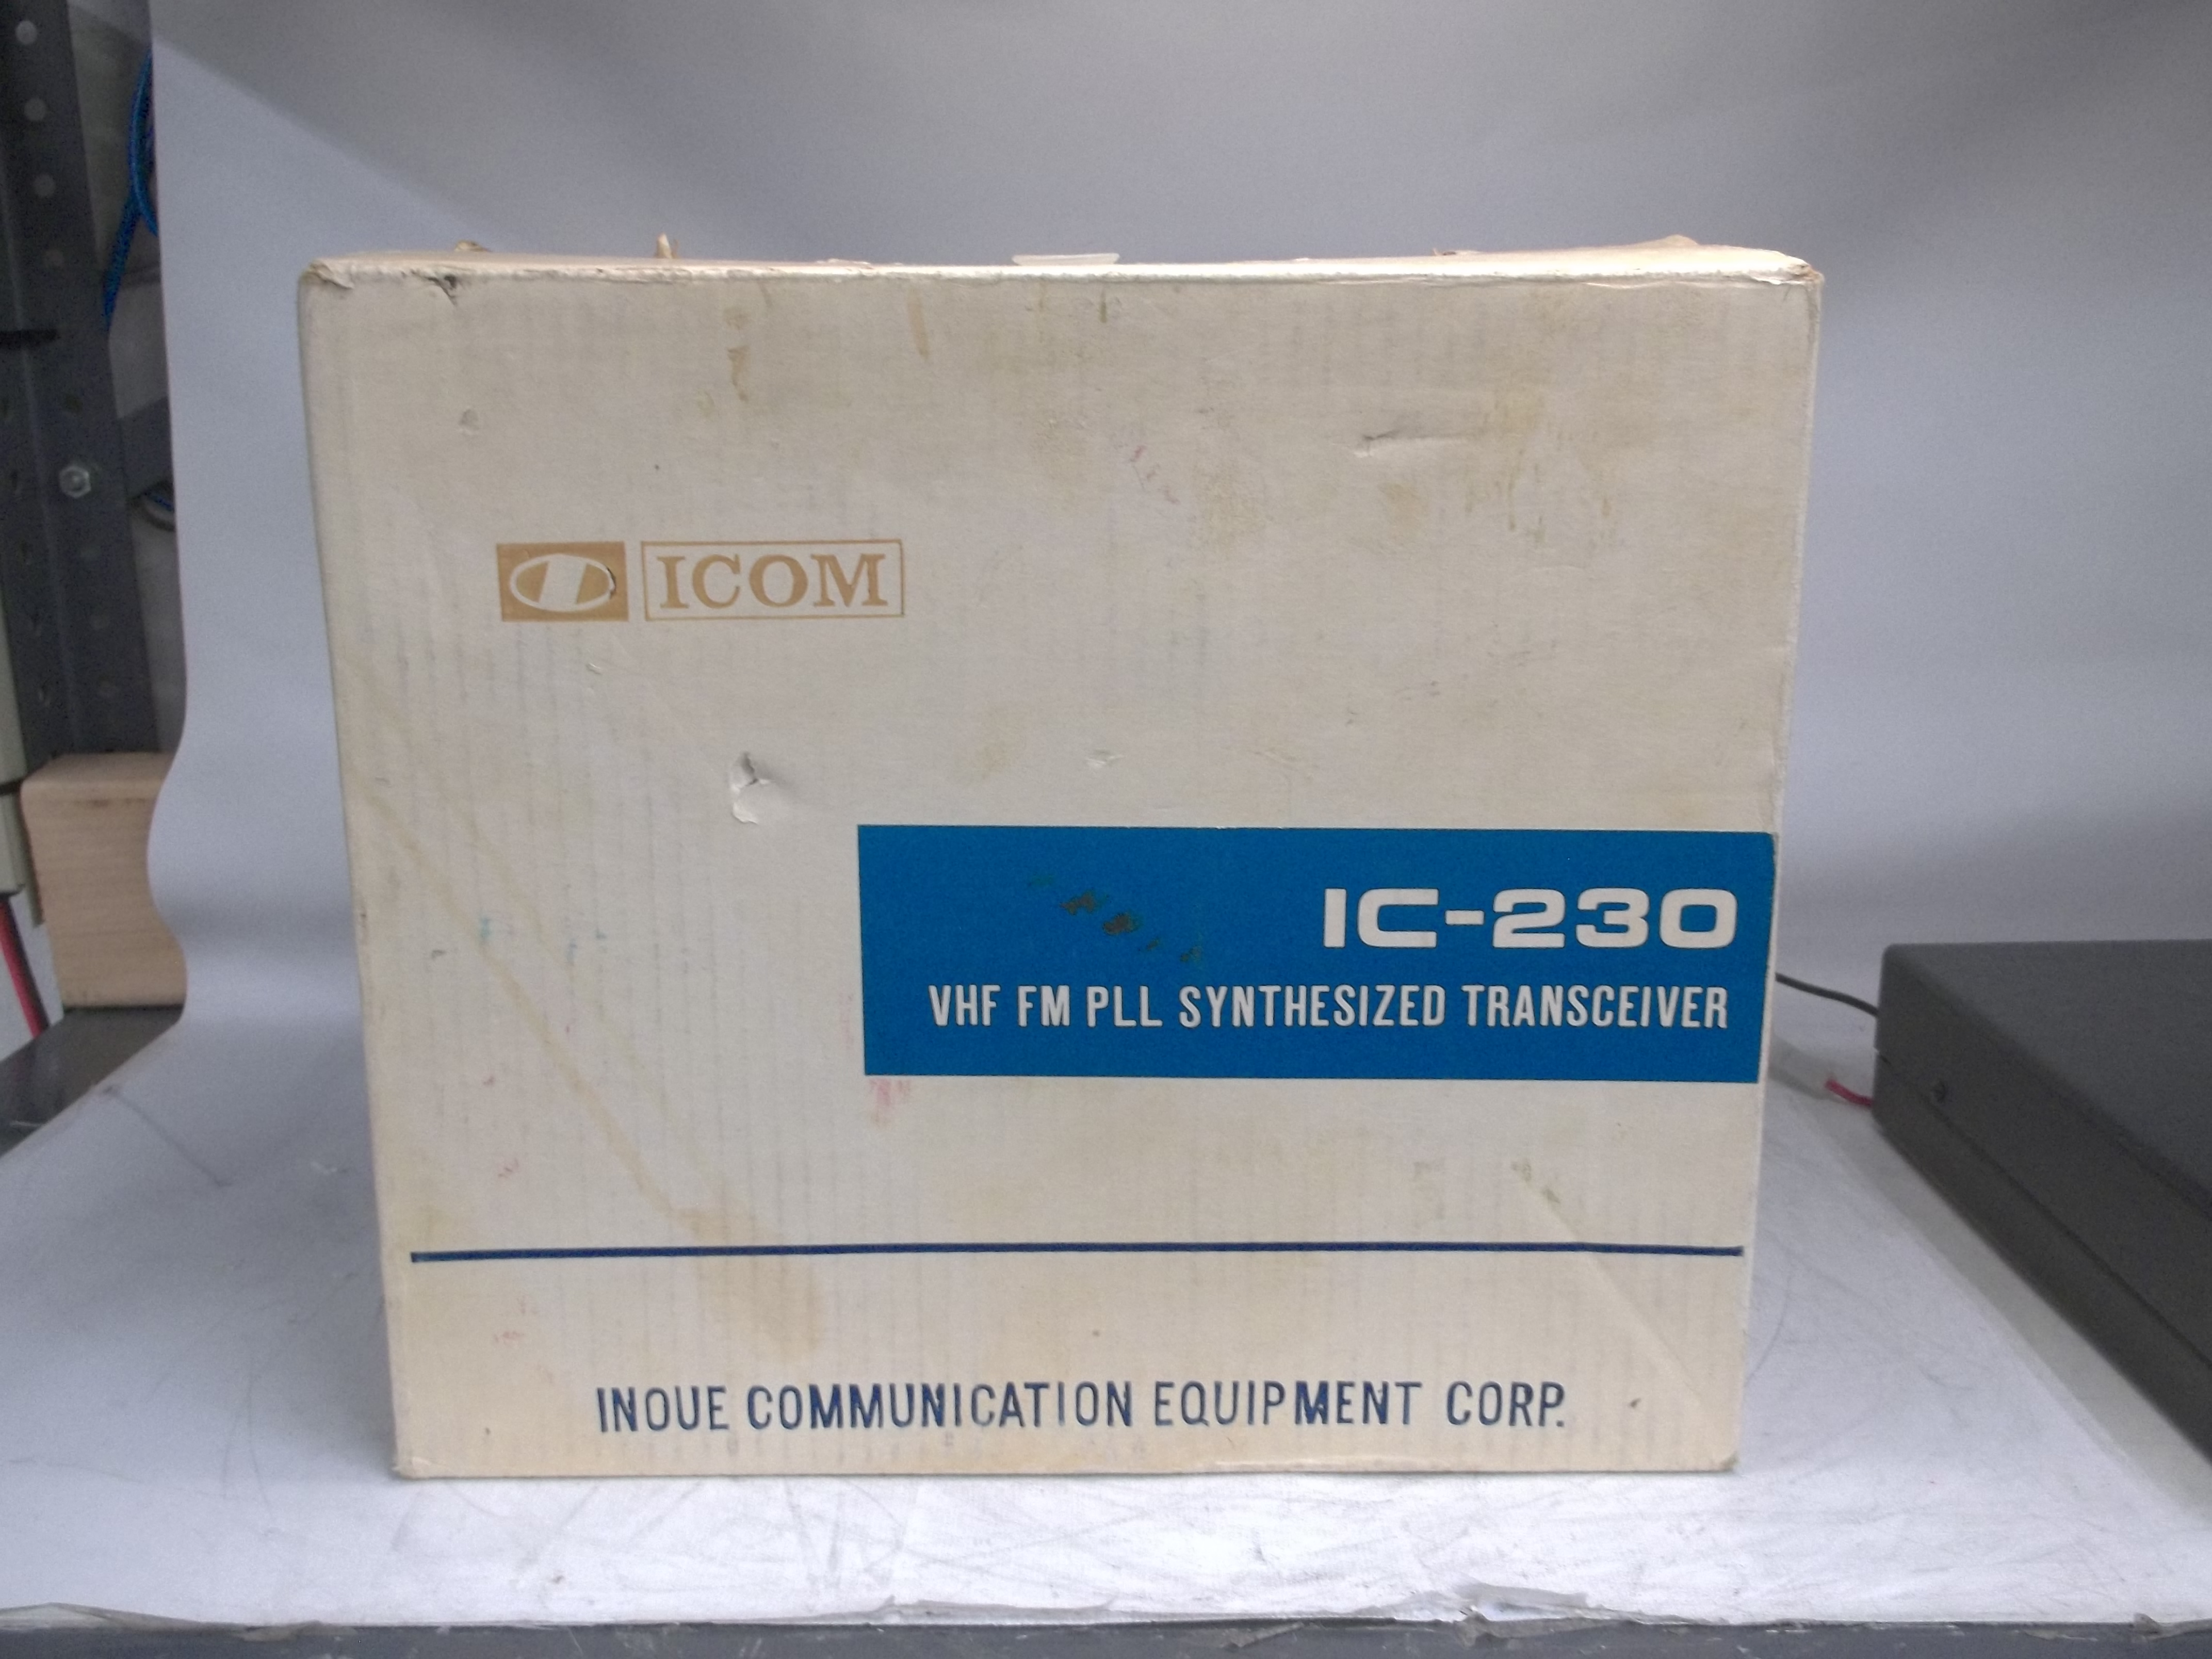 ICOM
IC-230
VHF FM PLL SYNTHESIZED TRANSCEIVER
INOUE COMMUNICATION EQUIPMENT CORP.